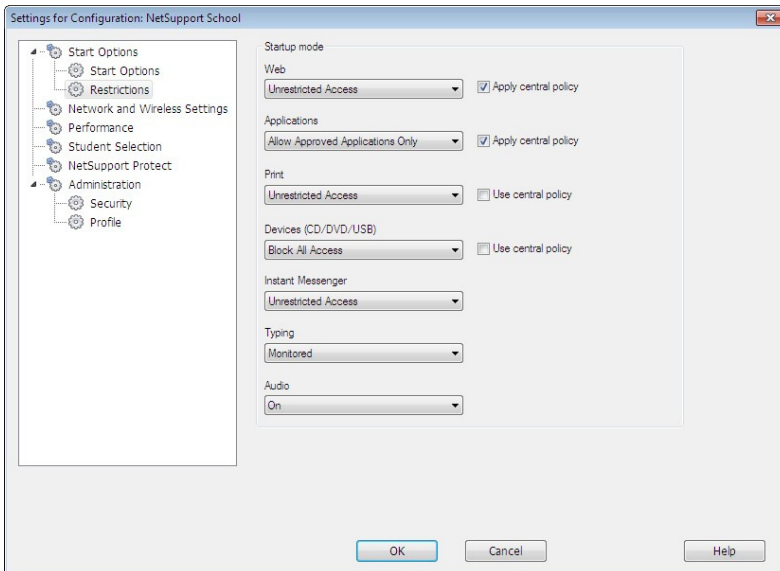 Settings for Configuration: NetSupport School
Start Options
Start Options
Restrictions
Network and Wireless Settings
Performance
Student Selection
NetSupport Protect
Administration
Security
Profile
Startup mode
Web
Unrestricted Access
Apply central policy
Applications
Allow Approved Applications Only
Apply central policy
Print
Unrestricted Access
Use central policy
Devices (CD/DVD/USB)
Block All Access
Use central policy
Instant Messenger
Unrestricted Access
Typing
Monitored
Audio
On
OK
Cancel
Help